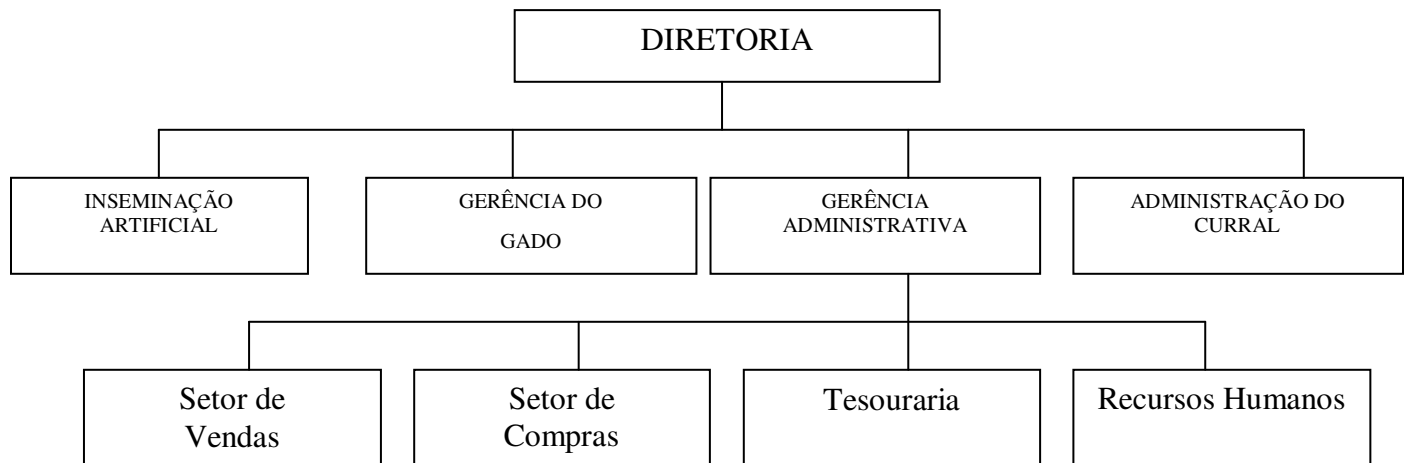 DIRETORIA
INSEMINAÇÃO
ARTIFICIAL
GERÊNCIA DO
GADO
GERÊNCIA
ADMINISTRATIVA
ADMINISTRAÇÃO DO
CURRAL
Setor de
Vendas
Setor de
Compras
Tesouraria
Recursos Humanos